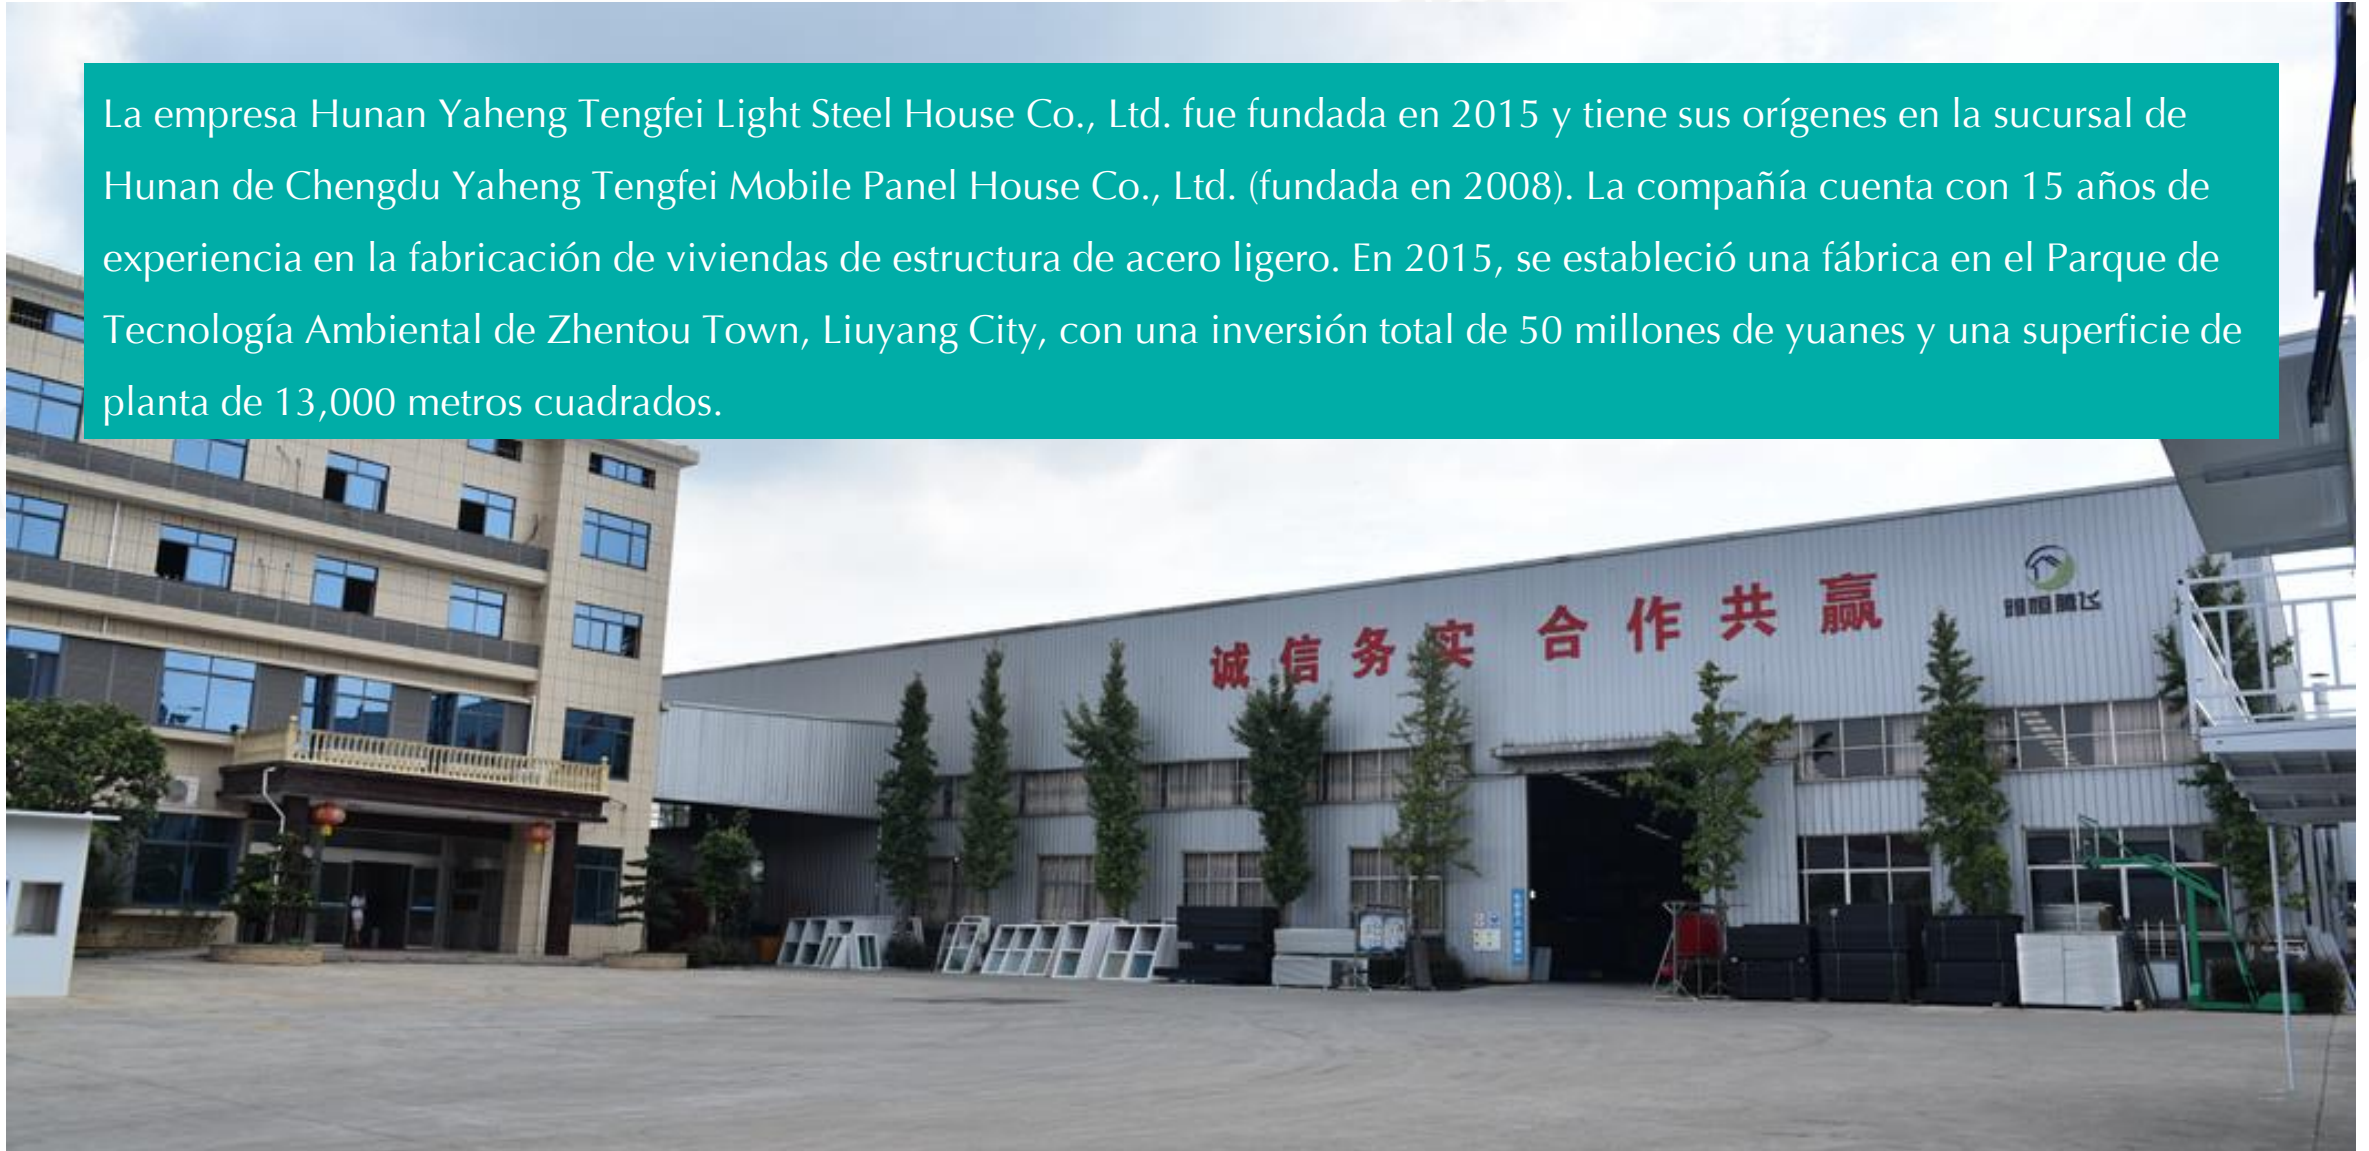 La empresa Hunan Yaheng Tengfei Light Steel House Co., Ltd. fue fundada en 2015 y tiene sus orígenes en la sucursal de
Hunan de Chengdu Yaheng Tengfei Mobile Panel House Co., Ltd. (fundada en 2008). La compañía cuenta con 15 años de
experiencia en la fabricación de viviendas de estructura de acero ligero. En 2015, se estableció una fábrica en el Parque de
Tecnología Ambiental de Zhentou Town, Liuyang City, con una inversión total de 50 millones de yuanes y una superficie de
planta de 13,000 metros cuadrados.
诚信务实 合作共赢
雅恒腾飞